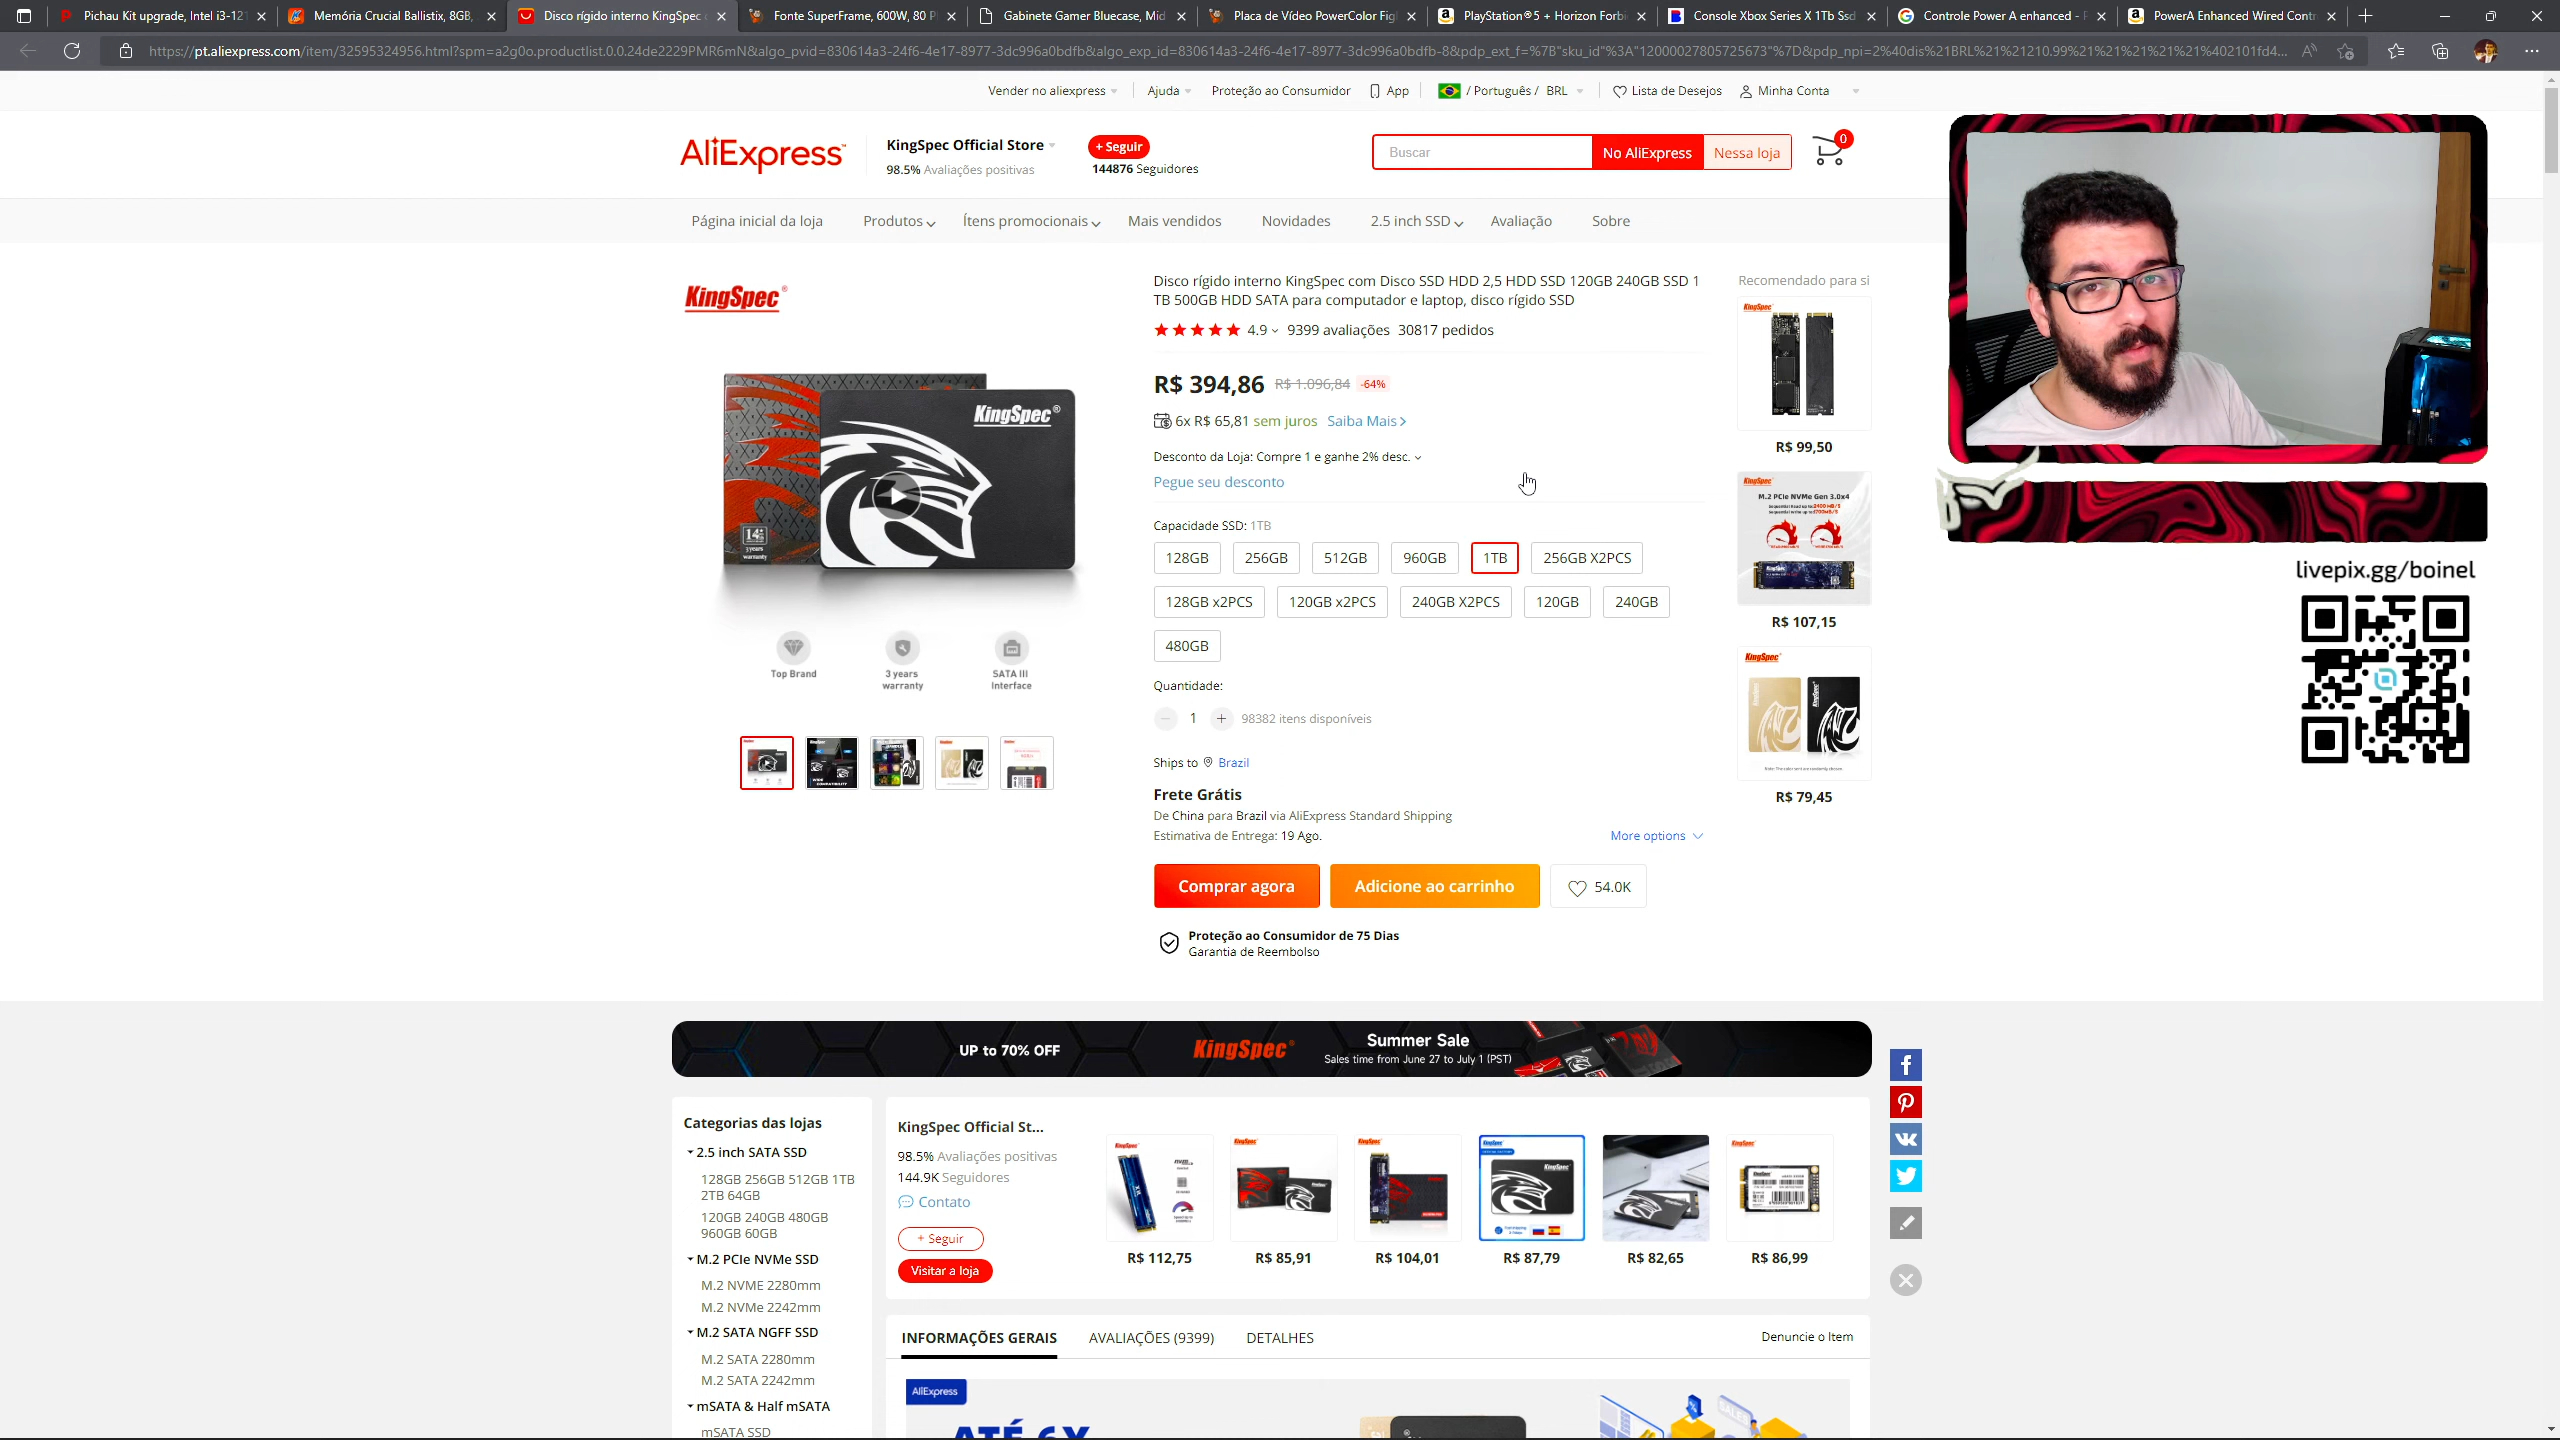 Pichau Kit upgrade, Intel i3-121
Memória Crucial Ballistix, 8GB,
Disco rígido interno KingSpec c
Fonte SuperFrame, 600W, 80 P
Gabinete Gamer Bluecase, Mid
Placa de Vídeo PowerColor Fig
PlayStation®5 + Horizon Forbi
Console Xbox Series X 1Tb Ssd
Controle Power A enhanced - P
PowerA Enhanced Wired Contr
https://pt.aliexpress.com/item/32595324956.html?spm=a2g0o.productlist.0.0.24de2229PMR6mN&algo_pvid=830614a3-24f6-4e17-8977-3dc996a0bdfb&algo_exp_id=830614a3-24f6-4e17-8977-3dc996a0bdfb-8&pdp_ext_f=%7B"sku_id"%3A"12000027805725673"%7D&pdp_npi=2%40dis%21BRL%21%21210.99%21%21%21%21%21%402101fd4...
Vender no aliexpress
Ajuda
Proteção ao Consumidor
App
/ Português / BRL
Lista de Desejos
Minha Conta
AliExpress
KingSpec Official Store
98.5% Avaliações positivas
+ Seguir
144876 Seguidores
Buscar
No AliExpress
Nessa loja
0
Página inicial da loja
Produtos
Ítens promocionais
Mais vendidos
Novidades
2.5 inch SSD
Avaliação
Sobre
KingSpec
KingSpec
14
3years
warranty
Top Brand
3 years
warranty
SATA III
Interface
Disco rígido interno KingSpec com Disco SSD HDD 2,5 HDD SSD 120GB 240GB SSD 1
TB 500GB HDD SATA para computador e laptop, disco rígido SSD
4.9 9399 avaliações 30817 pedidos
R$ 394,86 R$ 1.096,84 -64%
6x R$ 65,81 sem juros Saiba Mais
Desconto da Loja: Compre 1 e ganhe 2% desc.
Pegue seu desconto
Capacidade SSD: 1TB
128GB
256GB
512GB
960GB
1TB
256GB X2PCS
128GB x2PCS
120GB x2PCS
240GB X2PCS
120GB
240GB
480GB
Quantidade:
1
98382 itens disponíveis
Ships to Brazil
Frete Grátis
De China para Brazil via AliExpress Standard Shipping
Estimativa de Entrega: 19 Ago.
More options
Comprar agora
Adicione ao carrinho
54.0K
Proteção ao Consumidor de 75 Dias
Garantia de Reembolso
Recomendado para si
KingSpec
R$ 99,50
KingSpec
M.2 PCIe NVMe Gen 3.0x4
R$ 107,15
KingSpec
R$ 79,45
livepix.gg/boinel
UP to 70% OFF
KingSpec
Summer Sale
Sales time from June 27 to July 1 (PST)
Categorias das lojas
2.5 inch SATA SSD
128GB 256GB 512GB 1TB
2TB 64GB
120GB 240GB 480GB
960GB 60GB
M.2 PCIe NVMe SSD
M.2 NVME 2280mm
M.2 NVMe 2242mm
M.2 SATA NGFF SSD
M.2 SATA 2280mm
M.2 SATA 2242mm
mSATA & Half mSATA
mSATA SSD
KingSpec Official St...
98.5% Avaliações positivas
144.9K Seguidores
Contato
+ Seguir
Visitar a loja
R$ 112,75
R$ 85,91
R$ 104,01
R$ 87,79
R$ 82,65
R$ 86,99
INFORMAÇÕES GERAIS
AVALIAÇÕES (9399)
DETALHES
Denuncie o Item
AliExpress
ATÉ 6X